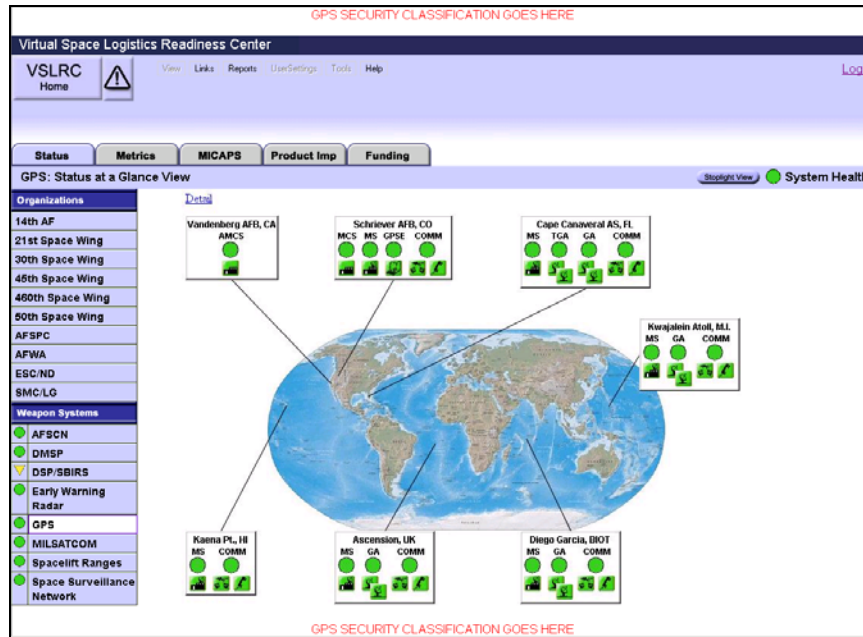 GPS SECURITY CLASSIFICATION GOES HERE
Virtual Space Logistics Readiness Center
VSLRC
Home
View Links Reports UserSettings Tools Help
Log
Status Metrics MICAPS Product Imp Funding
GPS: Status at a Glance View
Stoplight View System Health
Organizations
14th AF
21st Space Wing
30th Space Wing
45th Space Wing
460th Space Wing
50th Space Wing
AFSPC
AFWA
ESC/ND
SMC/LG
Weapon Systems
AFSCN
DMSP
DSP/SBIRS
Early Warning
Radar
GPS
MILSATCOM
Spacelift Ranges
Space Surveillance
Network
Detail
Vandenberg AFB, CA
AMCS
Schriever AFB, CO
MCS MS GPSE COMM
Cape Canaveral AS, FL
MS TGA GA COMM
Kwajalein Atoll, M.I.
MS GA COMM
Kaena Pt., HI
MS COMM
Ascension, UK
MS GA COMM
Diego Garcia, BIOT
MS GA COMM
GPS SECURITY CLASSIFICATION GOES HERE